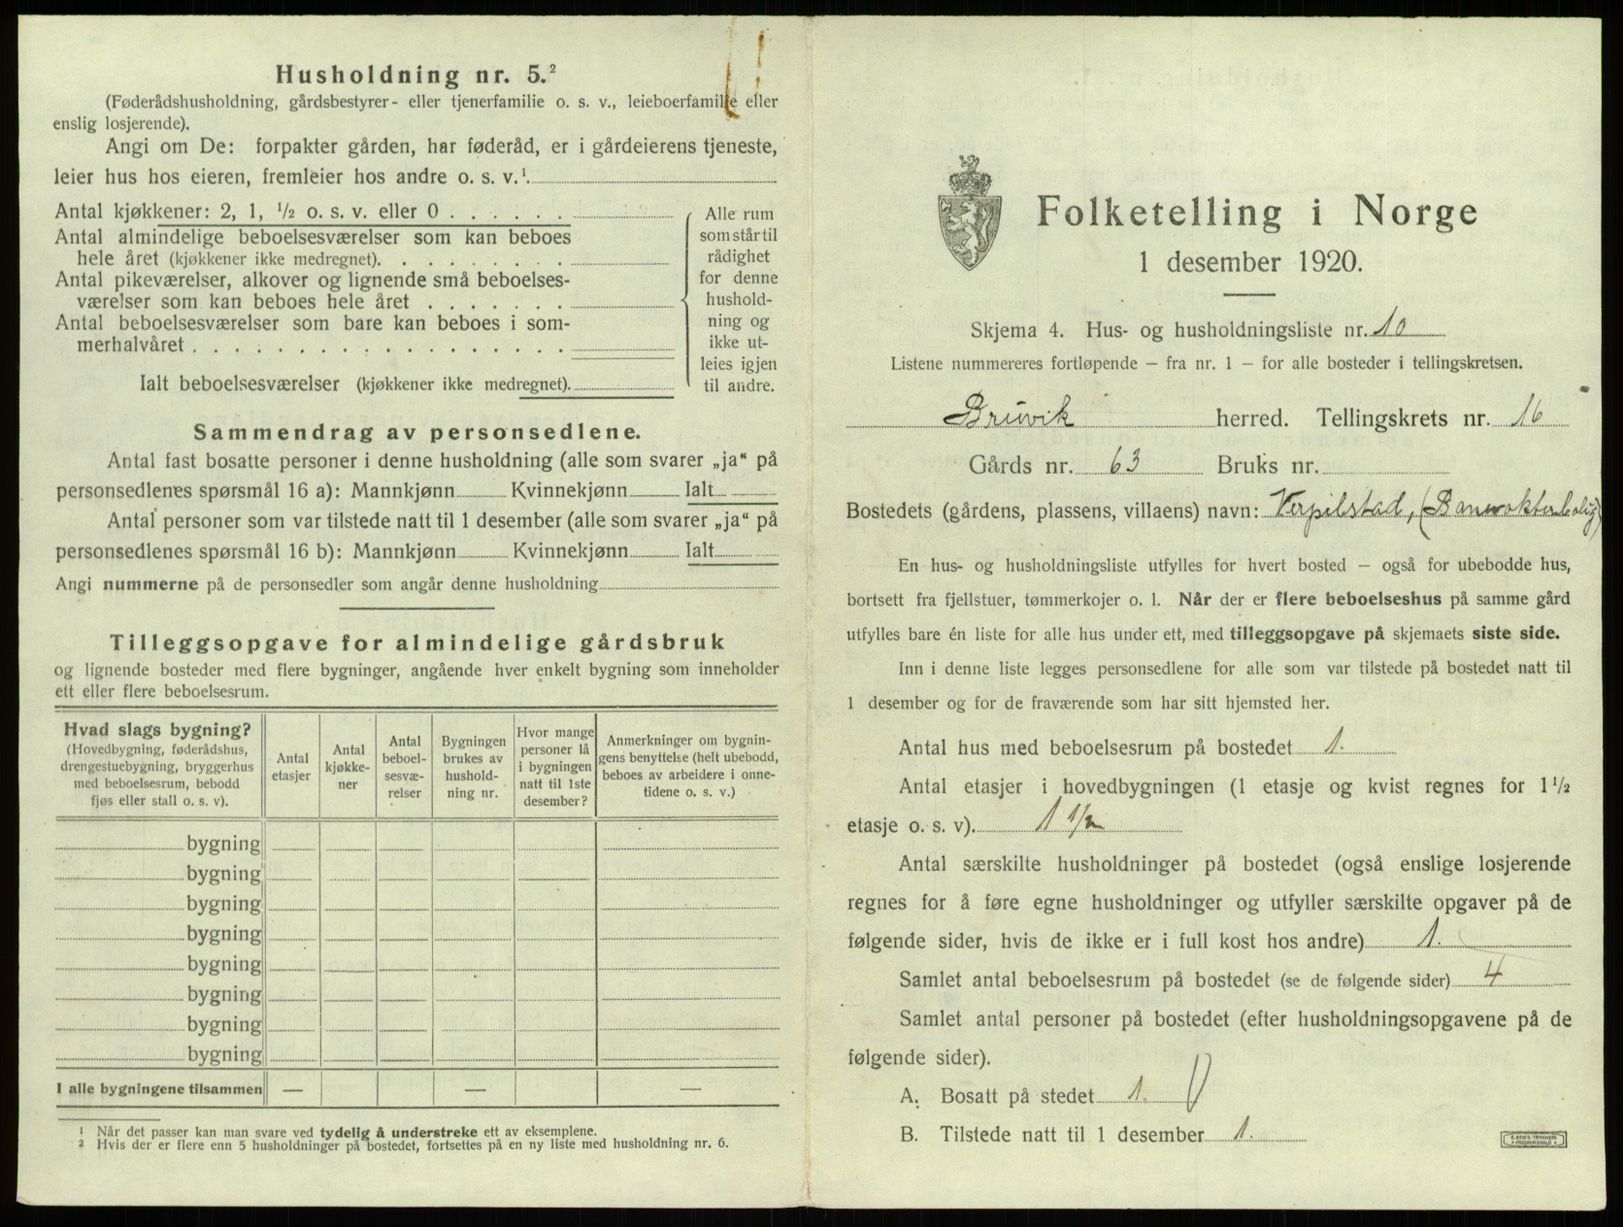 Husholdning nr. 5.²
(Føderådshusholdning, gårdsbestyrer- eller tjenerfamilie o. s. v., leieboerfamilie eller
enslig losjerende).
Angi om De: forpakter gården, har føderåd, er i gårdeierens tjeneste,
leier hus hos eieren, fremleier hos andre o. s. v.¹
Antal kjøkkener: 2, 1, ½ o. s. v. eller 0 . . . . . .
Antal almindelige beboelsesværelser som kan beboes
hele året (kjøkkener ikke medregnet). . . . . . . . .
Antal pikeværelser, alkover og lignende små beboelses-
værelser som kan beboes hele året . . . . . . .
Antal beboelsesværelser som bare kan beboes i som-
merhalvåret . . . . . . . . . . . . . . . . . .
Ialt beboelsesværelser (kjøkkener ikke medregnet).
Alle rum
som står til
rådighet
for denne
hushold-
ning og
ikke ut-
leies igjen
til andre.
Sammendrag av personsedlene.
Antal fast bosatte personer i denne husholdning (alle som svarer „ja“ på
personsedlenes spørsmål 16 a): Mannkjønn Kvinnekjønn Ialt
Antal personer som var tilstede natt til 1 desember (alle som svarer „ja“ på
personsedlenes spørsmål 16 b): Mannkjønn Kvinnekjønn Ialt
Angi nummerne på de personsedler som angår denne husholdning
Tilleggsopgave for almindelige gårdsbruk
og lignende bosteder med flere bygninger, angående hver enkelt bygning som inneholder
ett eller flere beboelsesrum.
Hvad slags bygning?
(Hovedbygning, føderådshus,
drengestuebygning, bryggerhus
med beboelsesrum, bebodd
fjøs eller stall o. s. v).
Antal
etasjer
Antal
kjøkke-
ner
Antal
beboel-
sesvæ-
relser
Bygningen
brukes av
hushold-
ning nr.
Hvor mange
personer lå
i bygningen
natt til 1ste
desember?
Anmerkninger om bygnin-
gens benyttelse (helt ubebodd,
beboes av arbeidere i onne-
tidene o. s. v.)
bygning
bygning
bygning
bygning
bygning
bygning
bygning
bygning
I alle bygningene tilsammen — — —
¹ Når det passer kan man svare ved tydelig å understreke ett av eksemplene.
² Hvis der er flere enn 5 husholdninger på bostedet, fortsettes på en ny liste med husholdning nr. 6.
Folketelling i Norge
1 desember 1920.
Skjema 4. Hus- og husholdningsliste nr. 10
Listene nummereres fortløpende – fra nr. 1 – for alle bosteder i tellingskretsen.
Bruvik herred. Tellingskrets nr. 16
Gårds nr. 63 Bruks nr.
Bostedets (gårdens, plassens, villaens) navn: Verpilstad, (Banevokterbolig)
En hus- og husholdningsliste utfylles for hvert bosted – også for ubebodde hus,
bortsett fra fjellstuer, tømmerkojer o. l. Når der er flere beboelseshus på samme gård
utfylles bare én liste for alle hus under ett, med tilleggsopgave på skjemaets siste side.
Inn i denne liste legges personsedlene for alle som var tilstede på bostedet natt til
1 desember og for de fraværende som har sitt hjemsted her.
Antal hus med beboelsesrum på bostedet 1.
Antal etasjer i hovedbygningen (1 etasje og kvist regnes for 1 ½
etasje o. s. v). 1 ½
Antal særskilte husholdninger på bostedet (også enslige losjerende
regnes for å føre egne husholdninger og utfyller særskilte opgaver på de
følgende sider, hvis de ikke er i full kost hos andre) 1.
Samlet antal beboelsesrum på bostedet (se de følgende sider) 4
Samlet antal personer på bostedet (efter husholdningsopgavene på de
følgende sider).
A. Bosatt på stedet 1.
B. Tilstede natt til 1 desember 1.